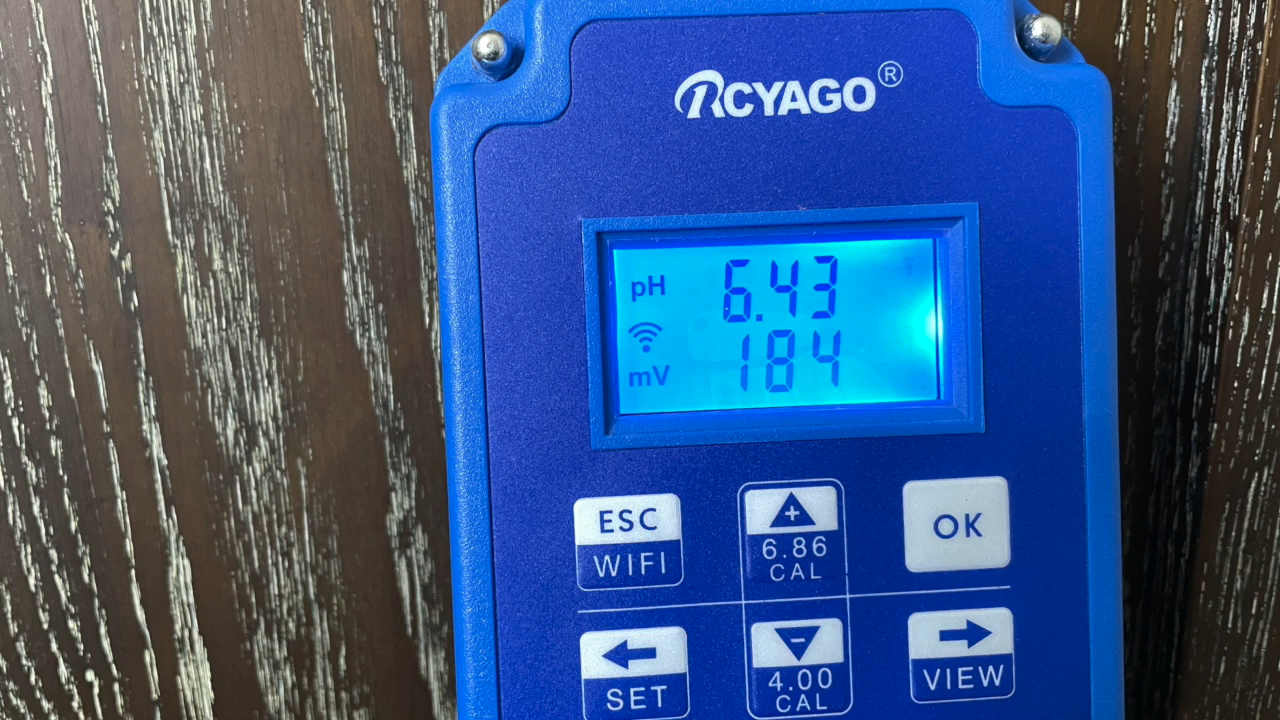 RCYAGO®
pH 6.43
mV 184
ESC
WIFI
+
6.86
CAL
OK
SET
-
4.00
CAL
VIEW